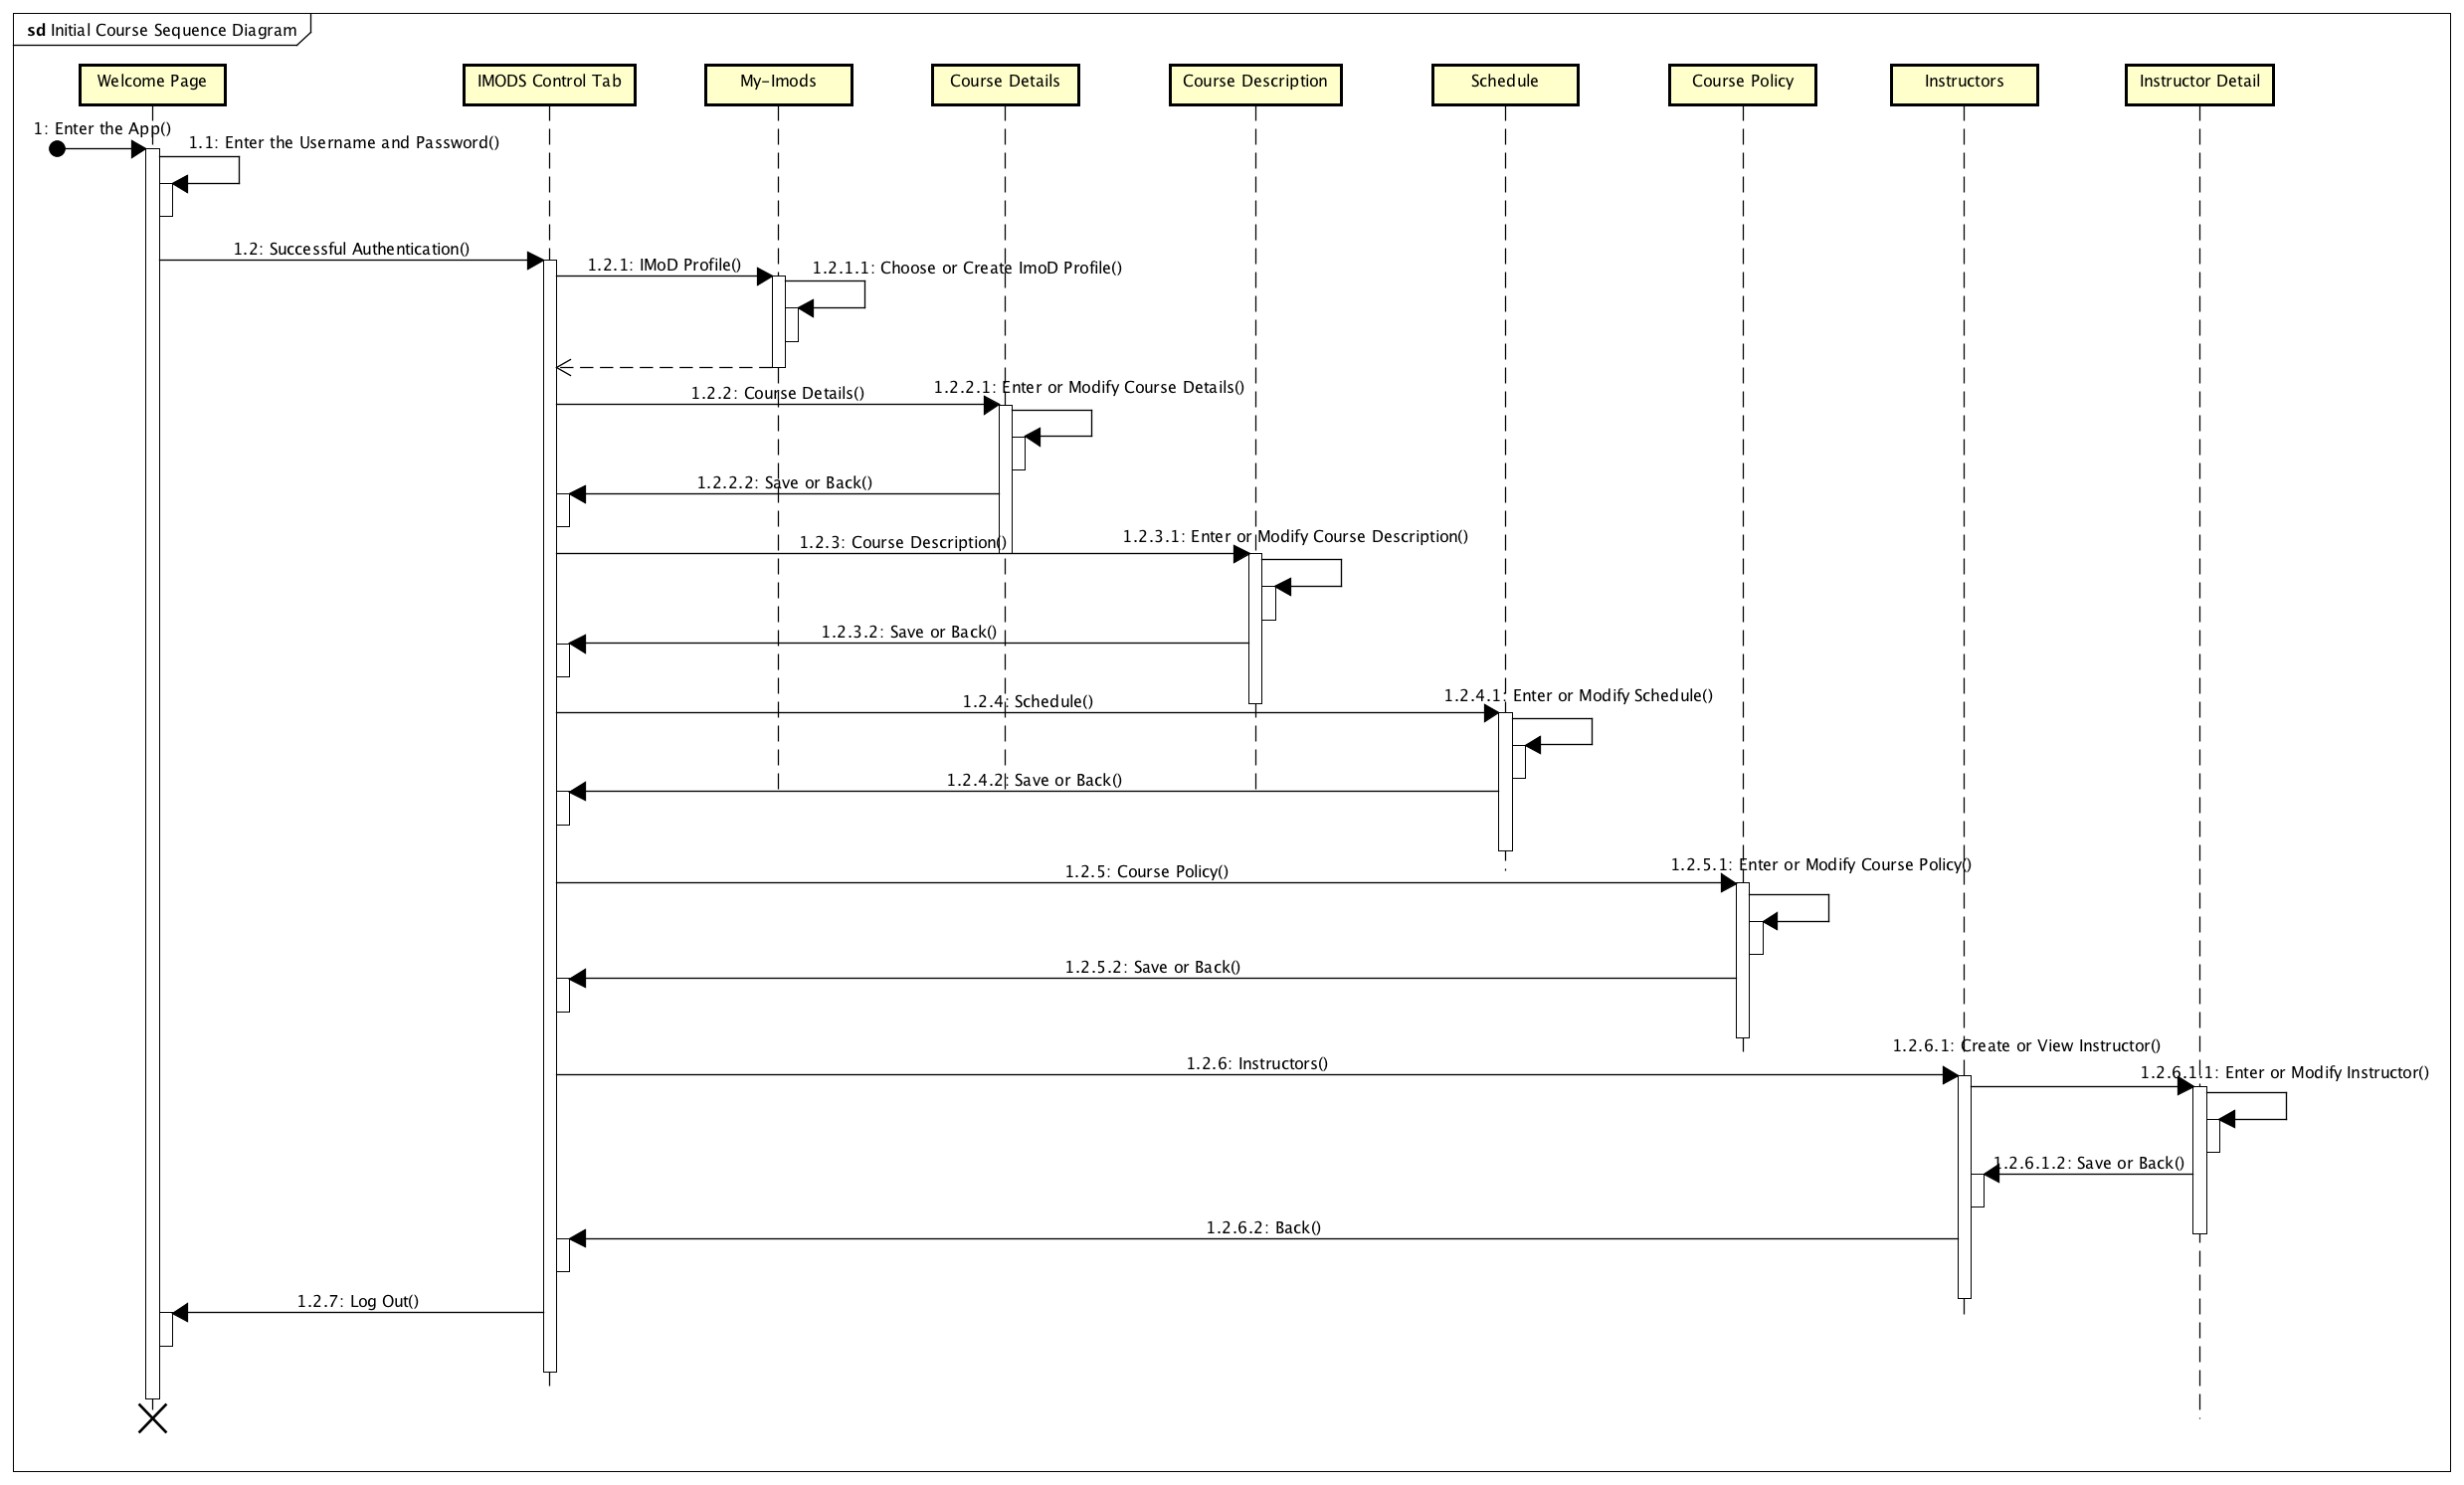 sd Initial Course Sequence Diagram
Welcome Page
IMODS Control Tab
My-Imods
Course Details
Course Description
Schedule
Course Policy
Instructors
Instructor Detail
1: Enter the App()
1.1: Enter the Username and Password()
1.2: Successful Authentication()
1.2.1: IMoD Profile()
1.2.1.1: Choose or Create ImoD Profile()
1.2.2: Course Details()
1.2.2.1: Enter or Modify Course Details()
1.2.2.2: Save or Back()
1.2.3: Course Description()
1.2.3.1: Enter or Modify Course Description()
1.2.3.2: Save or Back()
1.2.4: Schedule()
1.2.4.1: Enter or Modify Schedule()
1.2.4.2: Save or Back()
1.2.5: Course Policy()
1.2.5.1: Enter or Modify Course Policy()
1.2.5.2: Save or Back()
1.2.6: Instructors()
1.2.6.1: Create or View Instructor()
1.2.6.1.1: Enter or Modify Instructor()
1.2.6.1.2: Save or Back()
1.2.6.2: Back()
1.2.7: Log Out()